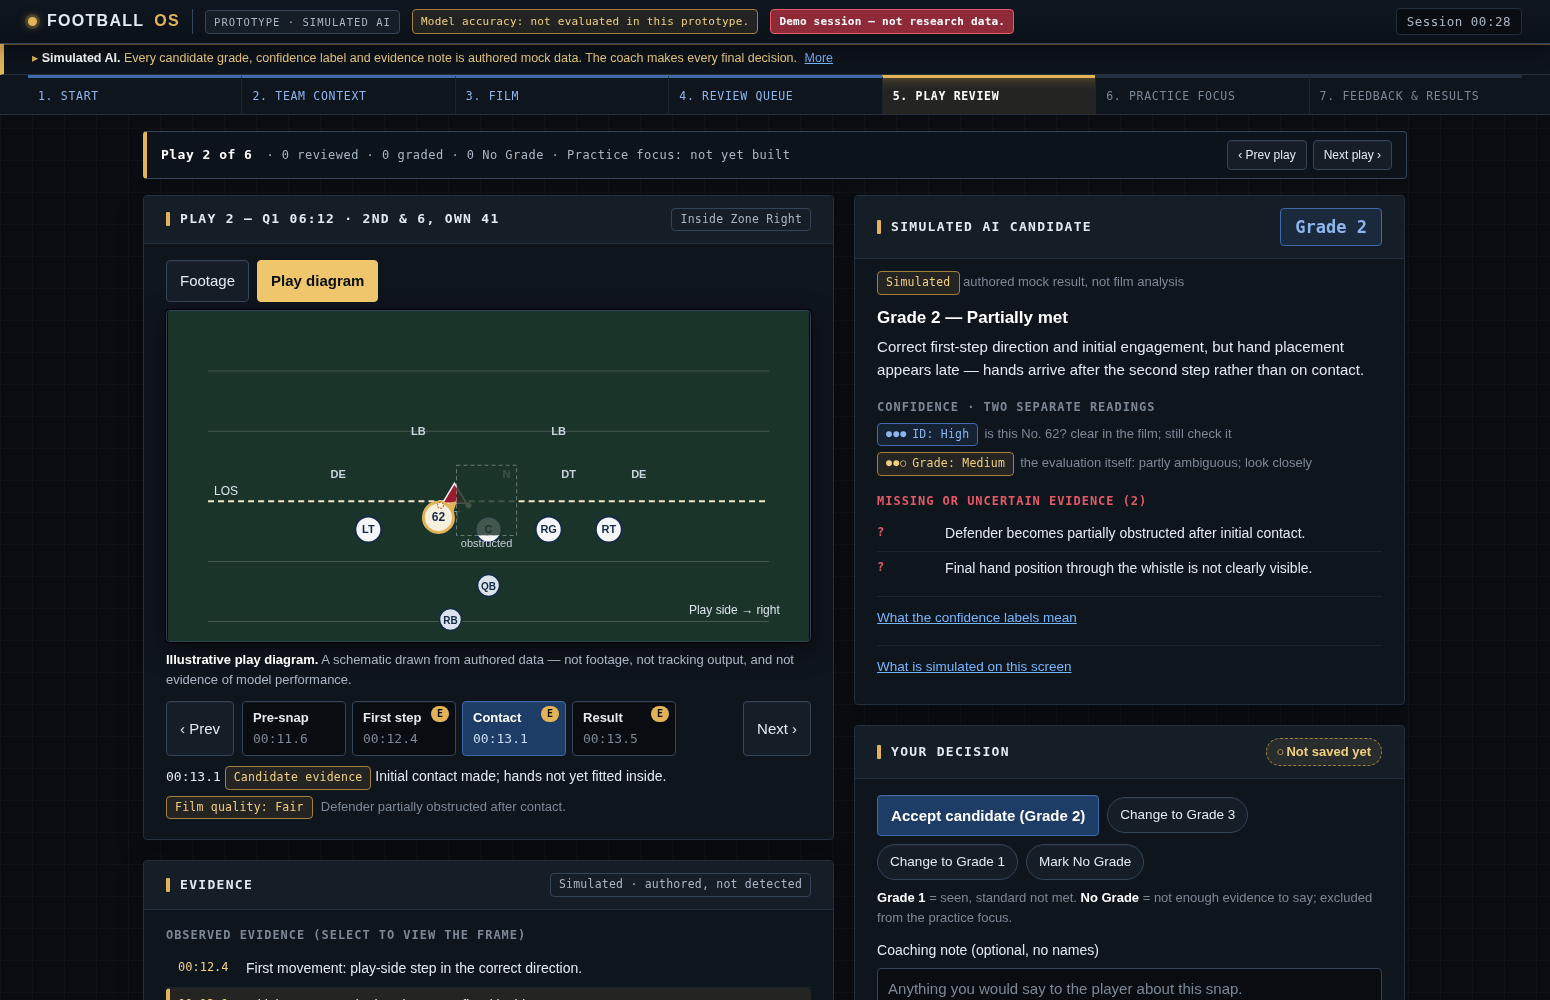 FOOTBALL OS
PROTOTYPE · SIMULATED AI
Model accuracy: not evaluated in this prototype.
Demo session — not research data.
Session 00:28
▸ Simulated AI. Every candidate grade, confidence label and evidence note is authored mock data. The coach makes every final decision. More
1. START
2. TEAM CONTEXT
3. FILM
4. REVIEW QUEUE
5. PLAY REVIEW
6. PRACTICE FOCUS
7. FEEDBACK & RESULTS
Play 2 of 6 · 0 reviewed · 0 graded · 0 No Grade · Practice focus: not yet built
‹ Prev play
Next play ›
PLAY 2 — Q1 06:12 · 2ND & 6, OWN 41
Inside Zone Right
Footage
Play diagram
LB
LB
DE
N
DT
DE
LOS
LT
62
C
RG
RT
obstructed
QB
RB
Play side → right
Illustrative play diagram. A schematic drawn from authored data — not footage, not tracking output, and not
evidence of model performance.
‹ Prev
Pre-snap
00:11.6
First step E
00:12.4
Contact E
00:13.1
Result E
00:13.5
Next ›
00:13.1 Candidate evidence Initial contact made; hands not yet fitted inside.
Film quality: Fair Defender partially obstructed after contact.
EVIDENCE
Simulated · authored, not detected
OBSERVED EVIDENCE (SELECT TO VIEW THE FRAME)
00:12.4 First movement: play-side step in the correct direction.
SIMULATED AI CANDIDATE
Grade 2
Simulated authored mock result, not film analysis
Grade 2 — Partially met
Correct first-step direction and initial engagement, but hand placement
appears late — hands arrive after the second step rather than on contact.
CONFIDENCE · TWO SEPARATE READINGS
●●● ID: High is this No. 62? clear in the film; still check it
●●○ Grade: Medium the evaluation itself: partly ambiguous; look closely
MISSING OR UNCERTAIN EVIDENCE (2)
? Defender becomes partially obstructed after initial contact.
? Final hand position through the whistle is not clearly visible.
What the confidence labels mean
What is simulated on this screen
YOUR DECISION
○ Not saved yet
Accept candidate (Grade 2)
Change to Grade 3
Change to Grade 1
Mark No Grade
Grade 1 = seen, standard not met. No Grade = not enough evidence to say; excluded
from the practice focus.
Coaching note (optional, no names)
Anything you would say to the player about this snap.